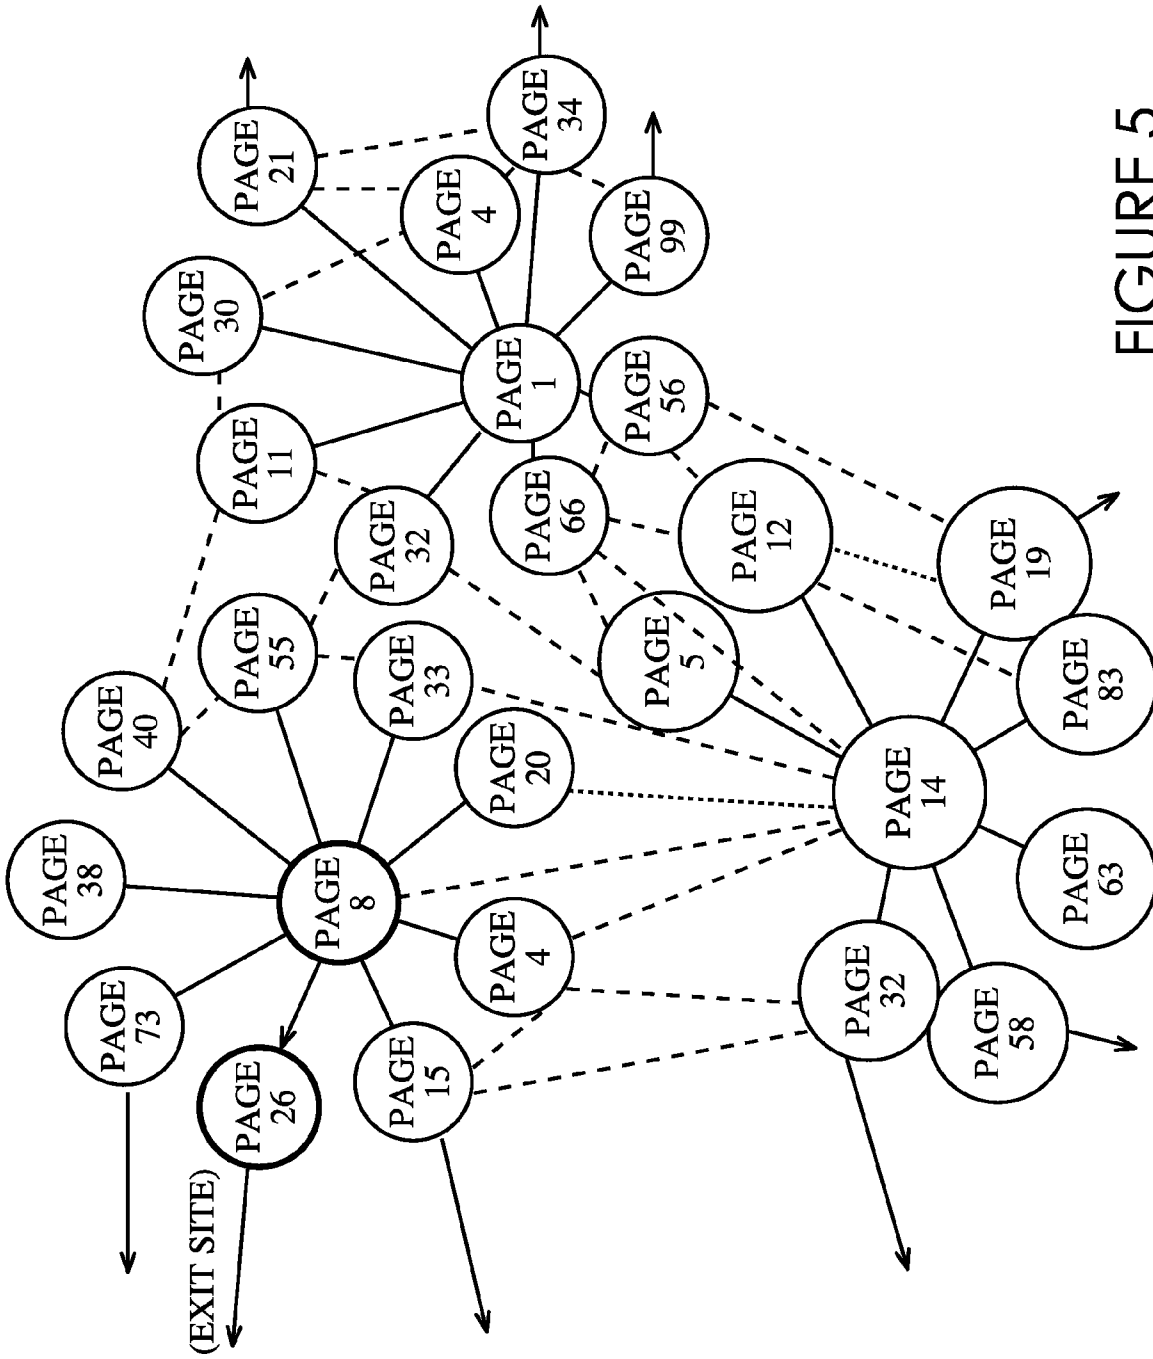 PAGE
73
PAGE
38
PAGE
40
PAGE
11
PAGE
30
PAGE
21
(EXIT SITE)
PAGE
26
PAGE
8
PAGE
55
PAGE
32
PAGE
4
PAGE
34
PAGE
15
PAGE
4
PAGE
20
PAGE
33
PAGE
66
PAGE
1
PAGE
99
PAGE
5
PAGE
12
PAGE
56
PAGE
32
PAGE
58
PAGE
63
PAGE
14
PAGE
83
PAGE
19
FIGURE 5